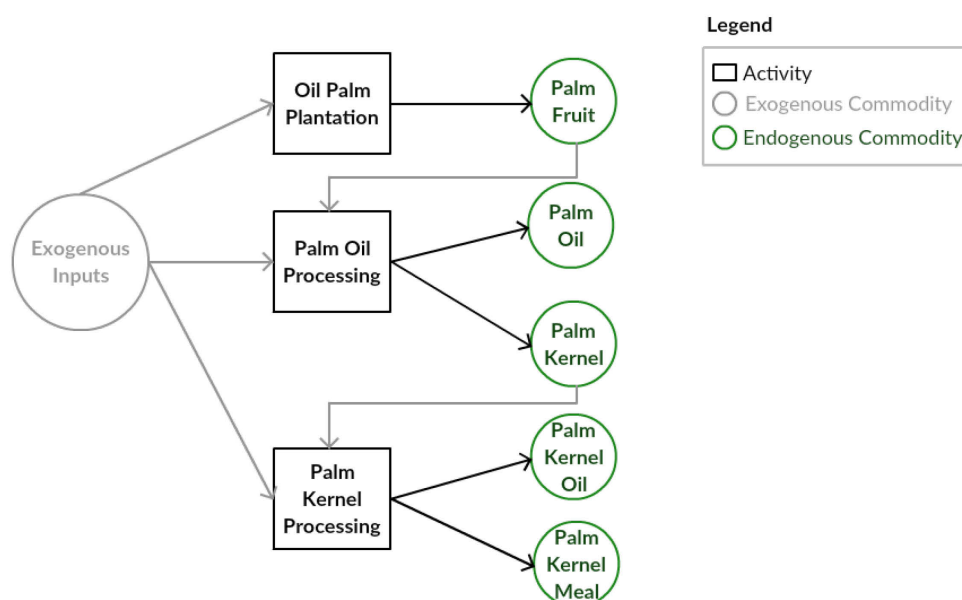 Legend
Activity
Exogenous Commodity
Endogenous Commodity
Oil Palm
Plantation
Palm
Fruit
Exogenous
Inputs
Palm Oil
Processing
Palm
Oil
Palm
Kernel
Palm
Kernel
Processing
Palm
Kernel
Oil
Palm
Kernel
Meal